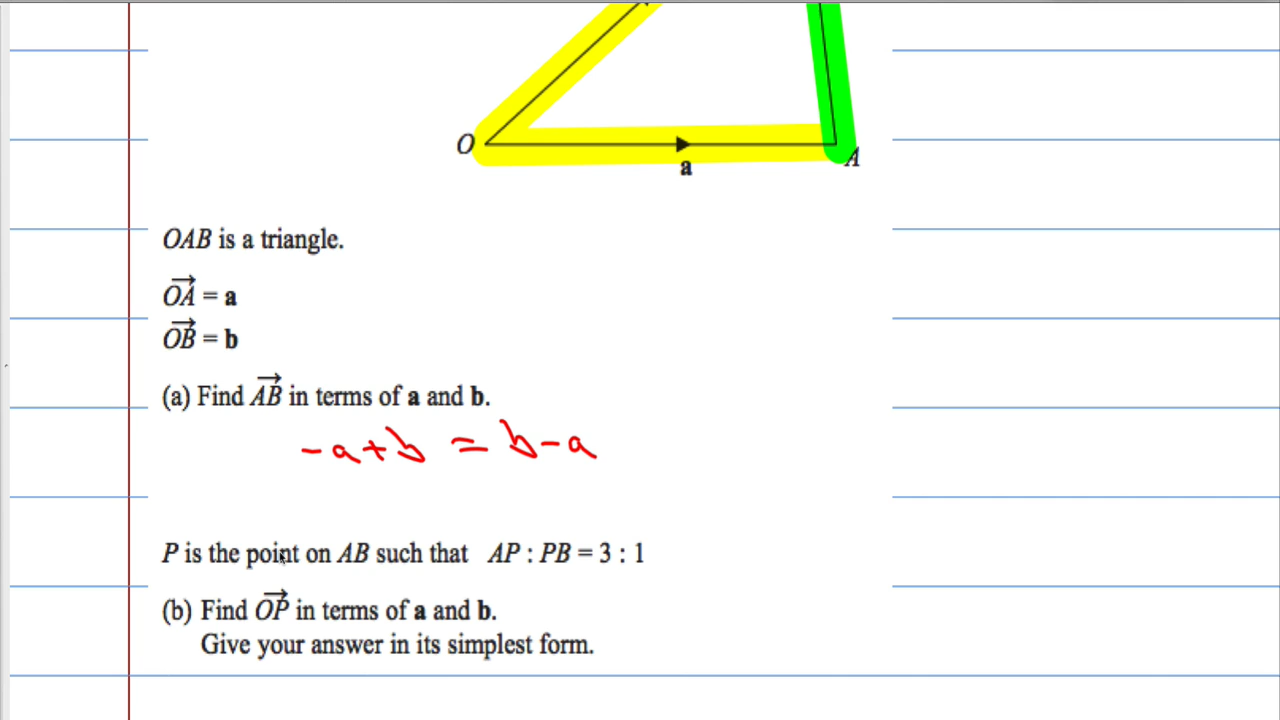 O
A
a
OAB is a triangle.
OA = a
OB = b
(a) Find AB in terms of a and b.
-a+b = b-a
P is the point on AB such that AP : PB = 3 : 1
(b) Find OP in terms of a and b.
Give your answer in its simplest form.